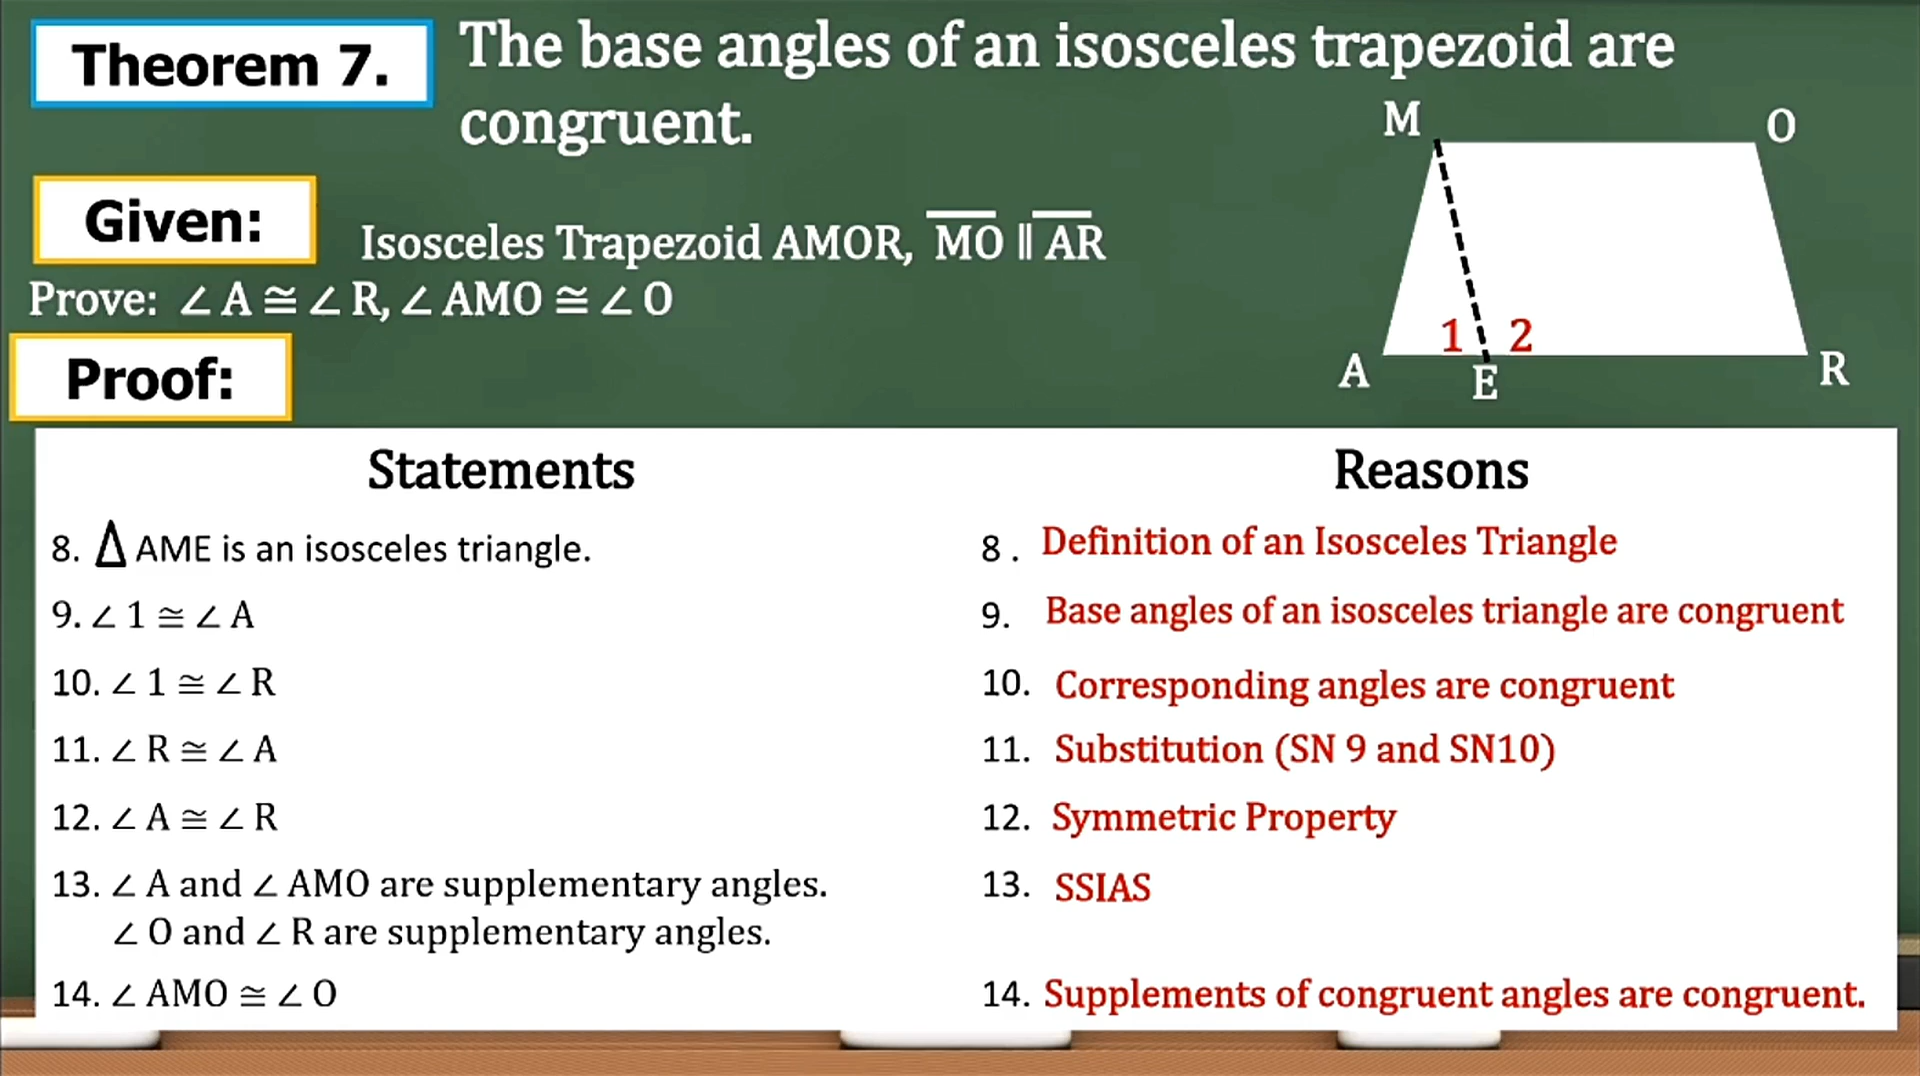 Theorem 7.
The base angles of an isosceles trapezoid are
congruent.
Given:
Isosceles Trapezoid AMOR, M̅O̅ ∥ A̅R̅
Prove: ∠ A ≅ ∠ R, ∠ AMO ≅ ∠ O
M
O
1 2
A
E
R
Proof:
Statements
Reasons
8. Δ AME is an isosceles triangle.
8 . Definition of an Isosceles Triangle
9. ∠ 1 ≅ ∠ A
9. Base angles of an isosceles triangle are congruent
10. ∠ 1 ≅ ∠ R
10. Corresponding angles are congruent
11. ∠ R ≅ ∠ A
11. Substitution (SN 9 and SN10)
12. ∠ A ≅ ∠ R
12. Symmetric Property
13. ∠ A and ∠ AMO are supplementary angles.
∠ O and ∠ R are supplementary angles.
13. SSIAS
14. ∠ AMO ≅ ∠ O
14. Supplements of congruent angles are congruent.